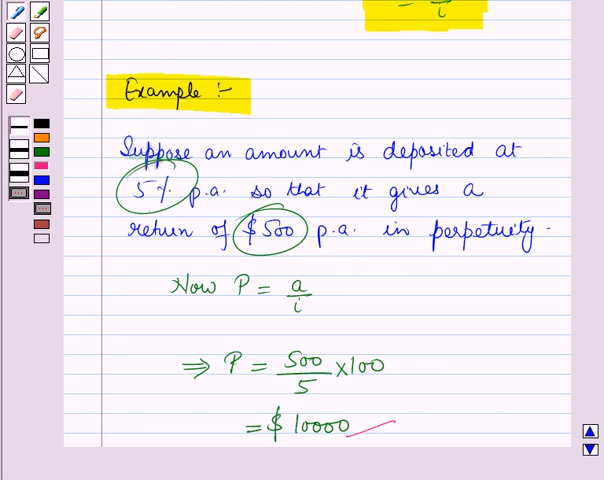 = /i
Example :-
Suppose an amount is deposited at
5% p.a. so that it gives a
return of $500 p.a. in perpetuity.
Now P = a/i
⇒ P = 500/5 × 100
= $ 10000